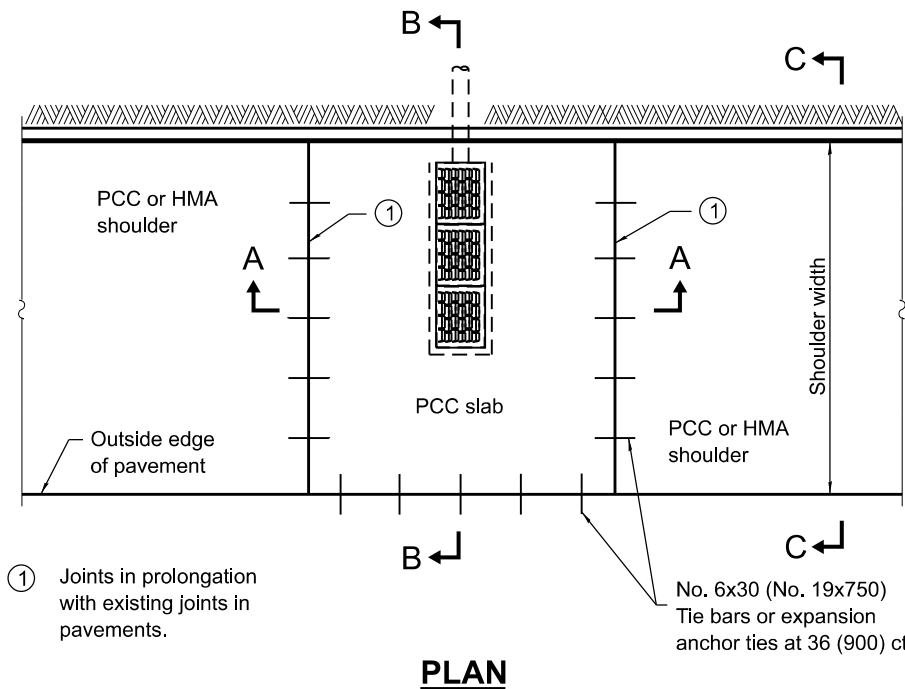 B
C
PCC or HMA
shoulder
1
1
A
A
Shoulder width
PCC slab
Outside edge
of pavement
PCC or HMA
shoulder
B
C
1 Joints in prolongation
with existing joints in
pavements.
No. 6x30 (No. 19x750)
Tie bars or expansion
anchor ties at 36 (900) ct
PLAN